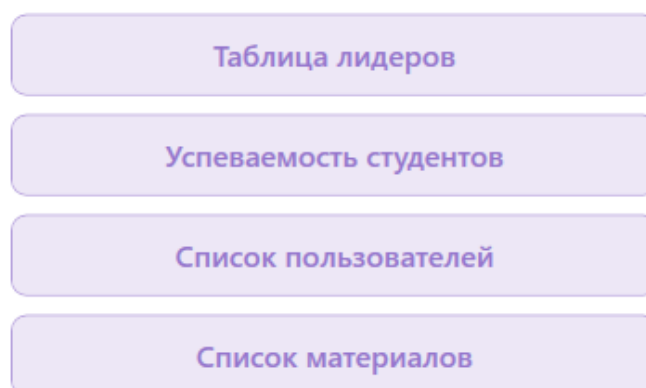 Таблица лидеров
Успеваемость студентов
Список пользователей
Список материалов